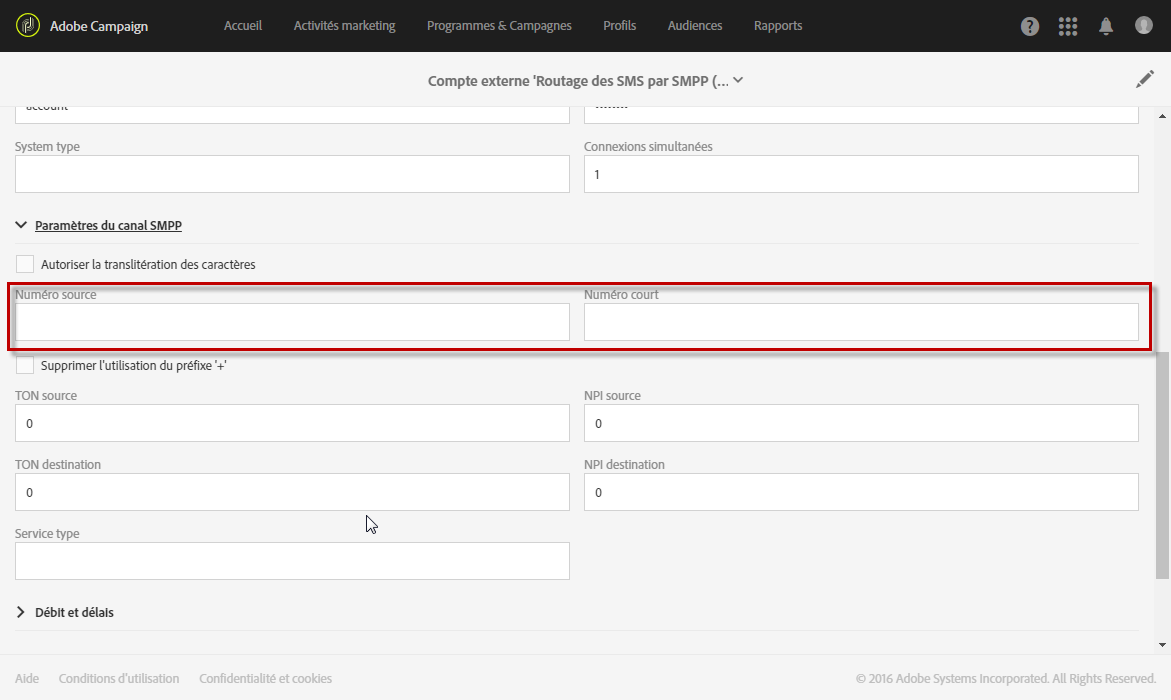 Adobe Campaign Accueil Activités marketing Programmes & Campagnes Profils Audiences Rapports
Compte externe 'Routage des SMS par SMPP (...
account ••••••••
System type Connexions simultanées
1
Paramètres du canal SMPP
Autoriser la translitération des caractères
Numéro source Numéro court
Supprimer l'utilisation du préfixe '+'
TON source NPI source
0 0
TON destination NPI destination
0 0
Service type
Débit et délais
Aide Conditions d'utilisation Confidentialité et cookies © 2016 Adobe Systems Incorporated. All Rights Reserved.